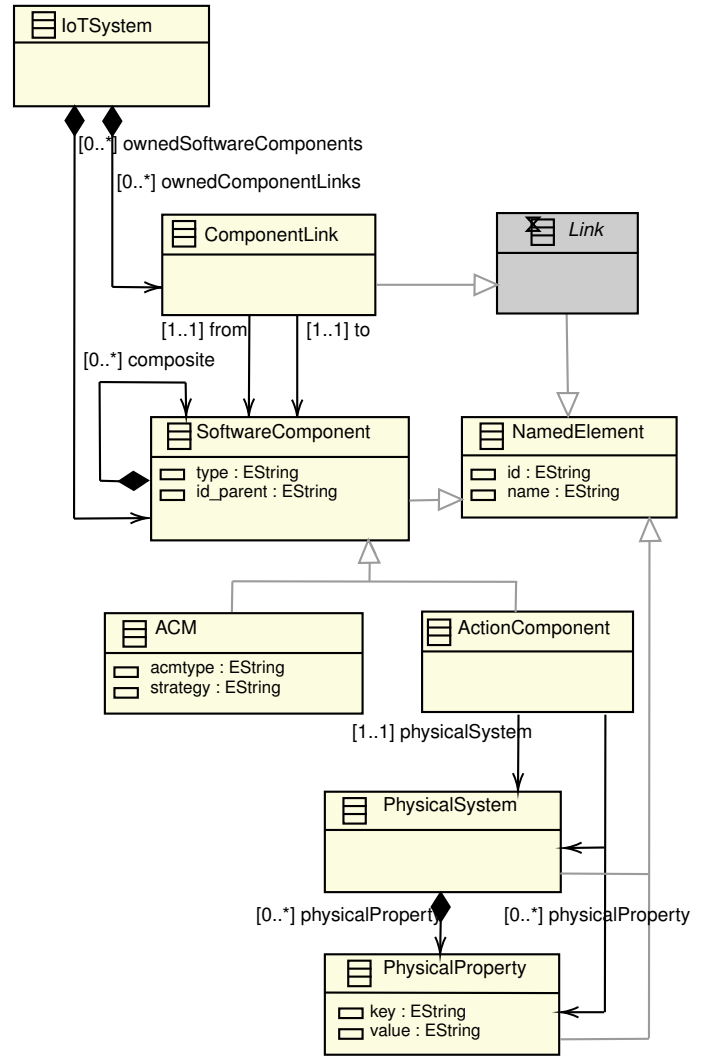 IoTSystem
[0..*] ownedSoftwareComponents
[0..*] ownedComponentLinks
ComponentLink
Link
[1..1] from
[1..1] to
[0..*] composite
SoftwareComponent
type : EString
id_parent : EString
NamedElement
id : EString
name : EString
ACM
acmtype : EString
strategy : EString
ActionComponent
[1..1] physicalSystem
PhysicalSystem
[0..*] physicalProperty
[0..*] physicalProperty
PhysicalProperty
key : EString
value : EString